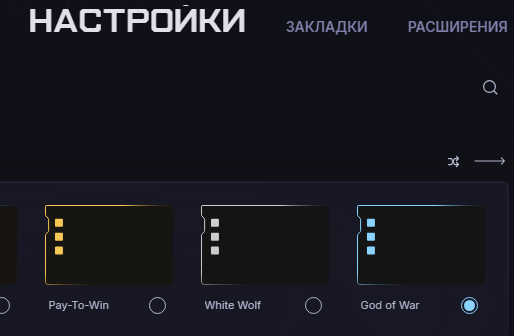 НАСТРОЙКИ
ЗАКЛАДКИ
РАСШИРЕНИЯ
Pay-To-Win
White Wolf
God of War